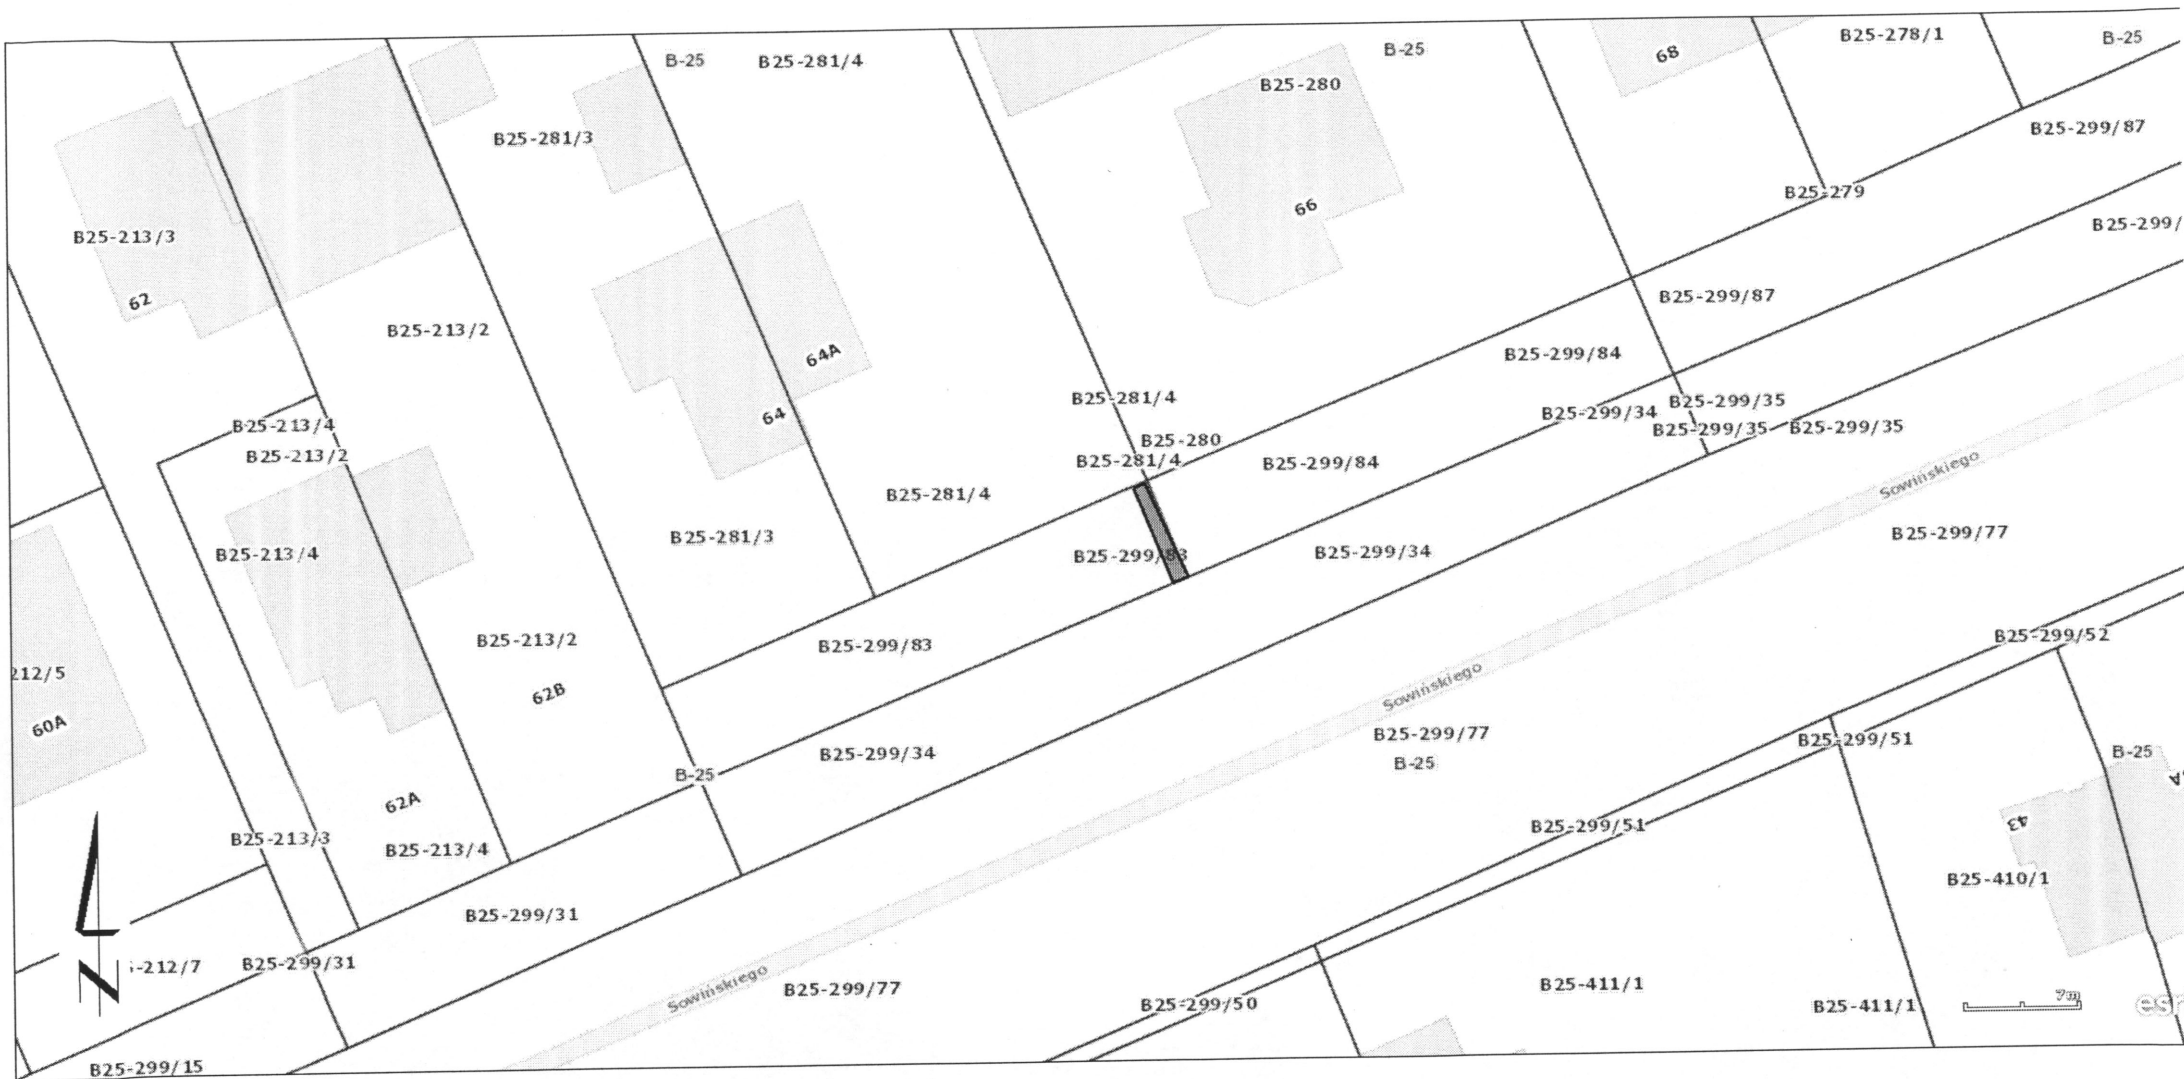 B-25
B25-281/4
B25-280
B-25
68
B25-278/1
B-25
B25-281/3
B25-299/87
B25-279
66
B25-299/
B25-213/3
62
B25-213/2
64A
B25-299/87
B25-299/84
64
B25-281/4
B25-299/34
B25-299/35
B25-213/4
B25-213/2
B25-280
B25-281/4
B25-299/84
B25-299/35
B25-299/35
B25-281/4
Sowińskiego
B25-213/4
B25-281/3
B25-299/83
B25-299/34
B25-299/77
B25-213/2
B25-299/83
B25-299/52
212/5
62B
60A
Sowińskiego
B25-299/34
B-25
B25-299/77
B-25
B25-299/51
B-25
62A
B25-213/3
B25-213/4
B25-299/51
43
B25-410/1
B25-299/31
N
-212/7
B25-299/31
Sowińskiego
B25-299/77
B25-299/50
B25-411/1
B25-411/1
7m
esr
B25-299/15